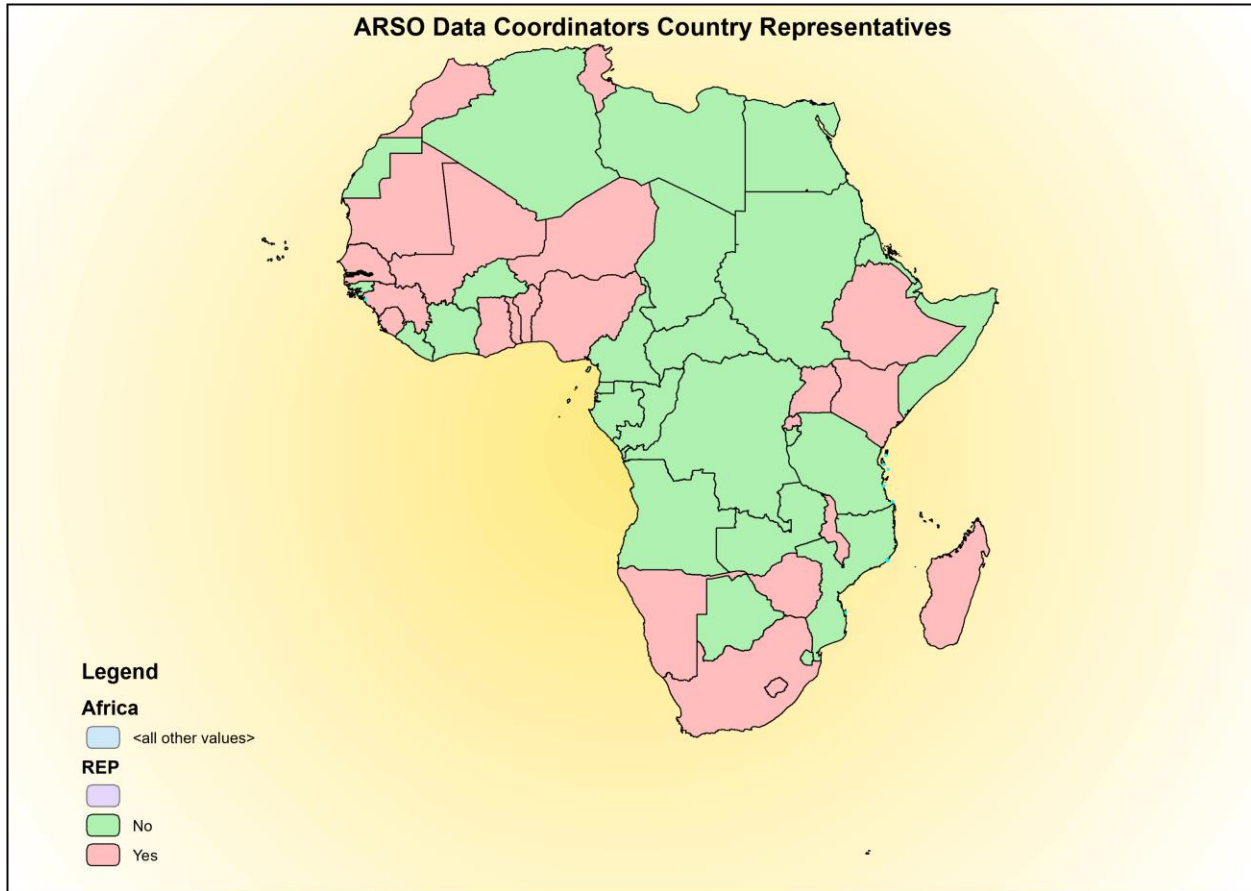 ARSO Data Coordinators Country Representatives
Legend
Africa
<all other values>
REP
No
Yes